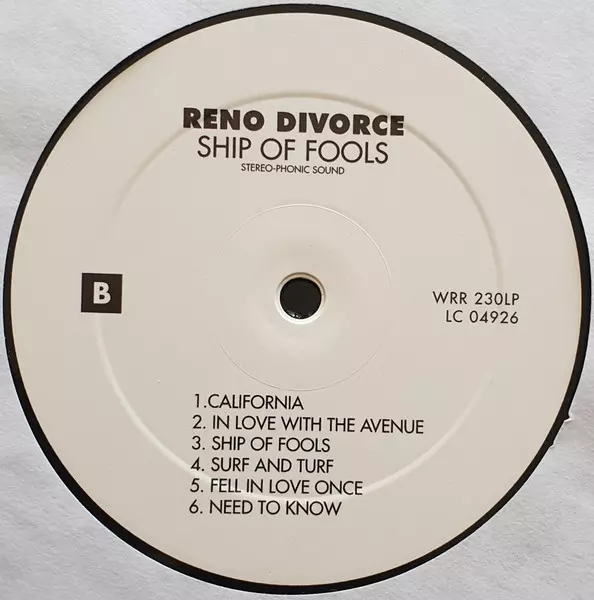 RENO DIVORCE
SHIP OF FOOLS
STEREO-PHONIC SOUND
B
WRR 230LP
LC 04926
1.CALIFORNIA
2. IN LOVE WITH THE AVENUE
3. SHIP OF FOOLS
4. SURF AND TURF
5. FELL IN LOVE ONCE
6. NEED TO KNOW